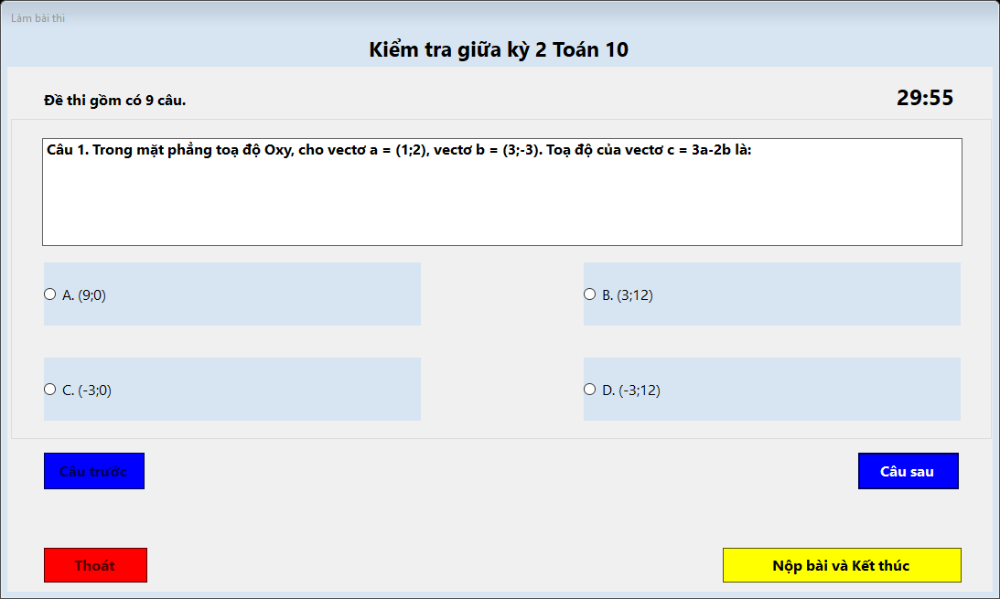 Làm bài thi
Kiểm tra giữa kỳ 2 Toán 10
Đề thi gồm có 9 câu.
29:55
Câu 1. Trong mặt phẳng toạ độ Oxy, cho vectơ a = (1;2), vectơ b = (3;-3). Toạ độ của vectơ c = 3a-2b là:
A. (9;0)
B. (3;12)
C. (-3;0)
D. (-3;12)
Câu trước
Câu sau
Thoát
Nộp bài và Kết thúc